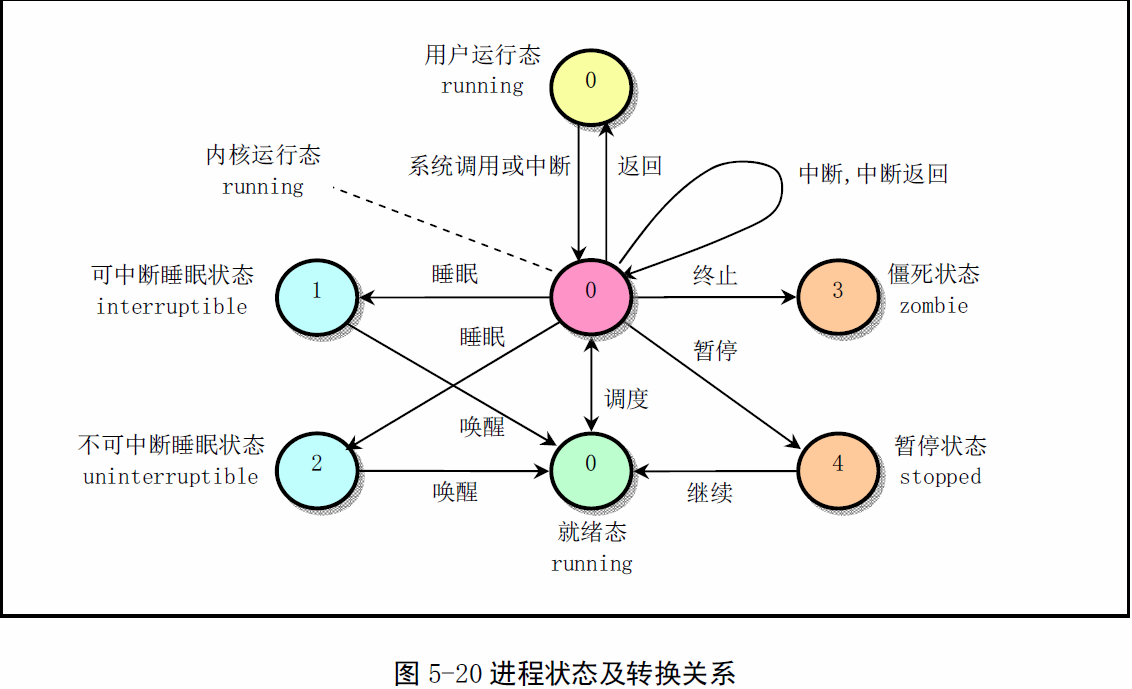 用户运行态
running
0
内核运行态
running
系统调用或中断
返回
中断,中断返回
可中断睡眠状态
interruptible
1
睡眠
0
终止
3
僵死状态
zombie
睡眠
暂停
调度
唤醒
不可中断睡眠状态
uninterruptible
2
唤醒
0
继续
4
暂停状态
stopped
就绪态
running
图 5-20 进程状态及转换关系